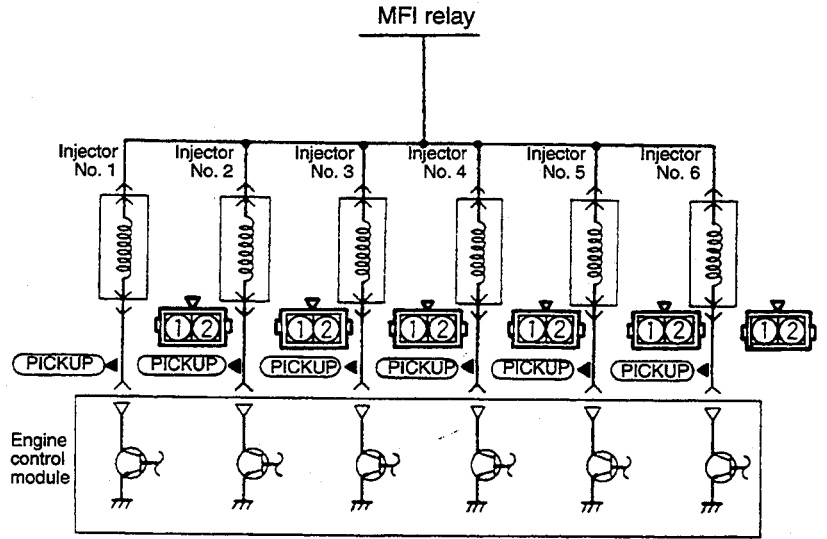 MFI relay
Injector
No. 1
Injector
No. 2
Injector
No. 3
Injector
No. 4
Injector
No. 5
Injector
No. 6
1 2
1 2
1 2
1 2
1 2
1 2
PICKUP
PICKUP
PICKUP
PICKUP
PICKUP
PICKUP
Engine
control
module